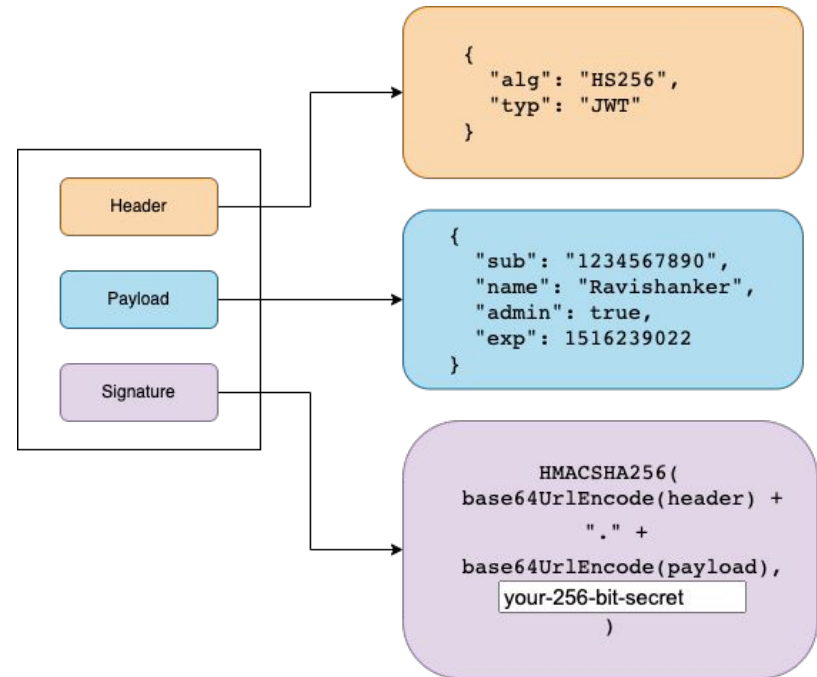 Header
Payload
Signature
{
"alg": "HS256",
"typ": "JWT"
}
{
"sub": "1234567890",
"name": "Ravishanker",
"admin": true,
"exp": 1516239022
}
HMACSHA256(
base64UrlEncode(header) +
"." +
base64UrlEncode(payload),
your-256-bit-secret
)